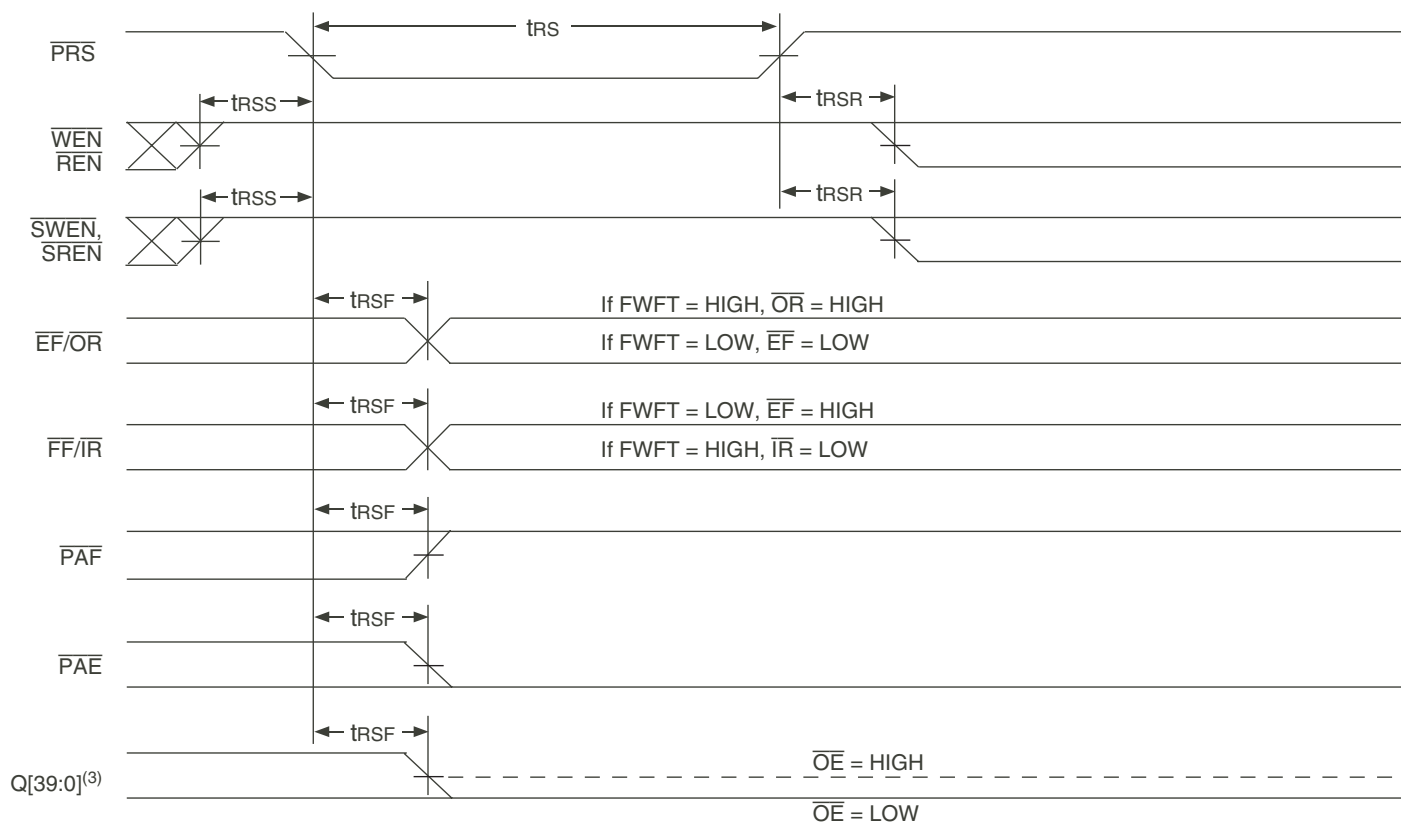 tRS
PRS
tRSS
tRSR
WEN
REN
tRSS
tRSR
SWEN,
SREN
tRSF
If FWFT = HIGH, OR = HIGH
EF/OR
If FWFT = LOW, EF = LOW
tRSF
If FWFT = LOW, EF = HIGH
FF/IR
If FWFT = HIGH, IR = LOW
tRSF
PAF
tRSF
PAE
tRSF
OE = HIGH
Q[39:0](3)
OE = LOW